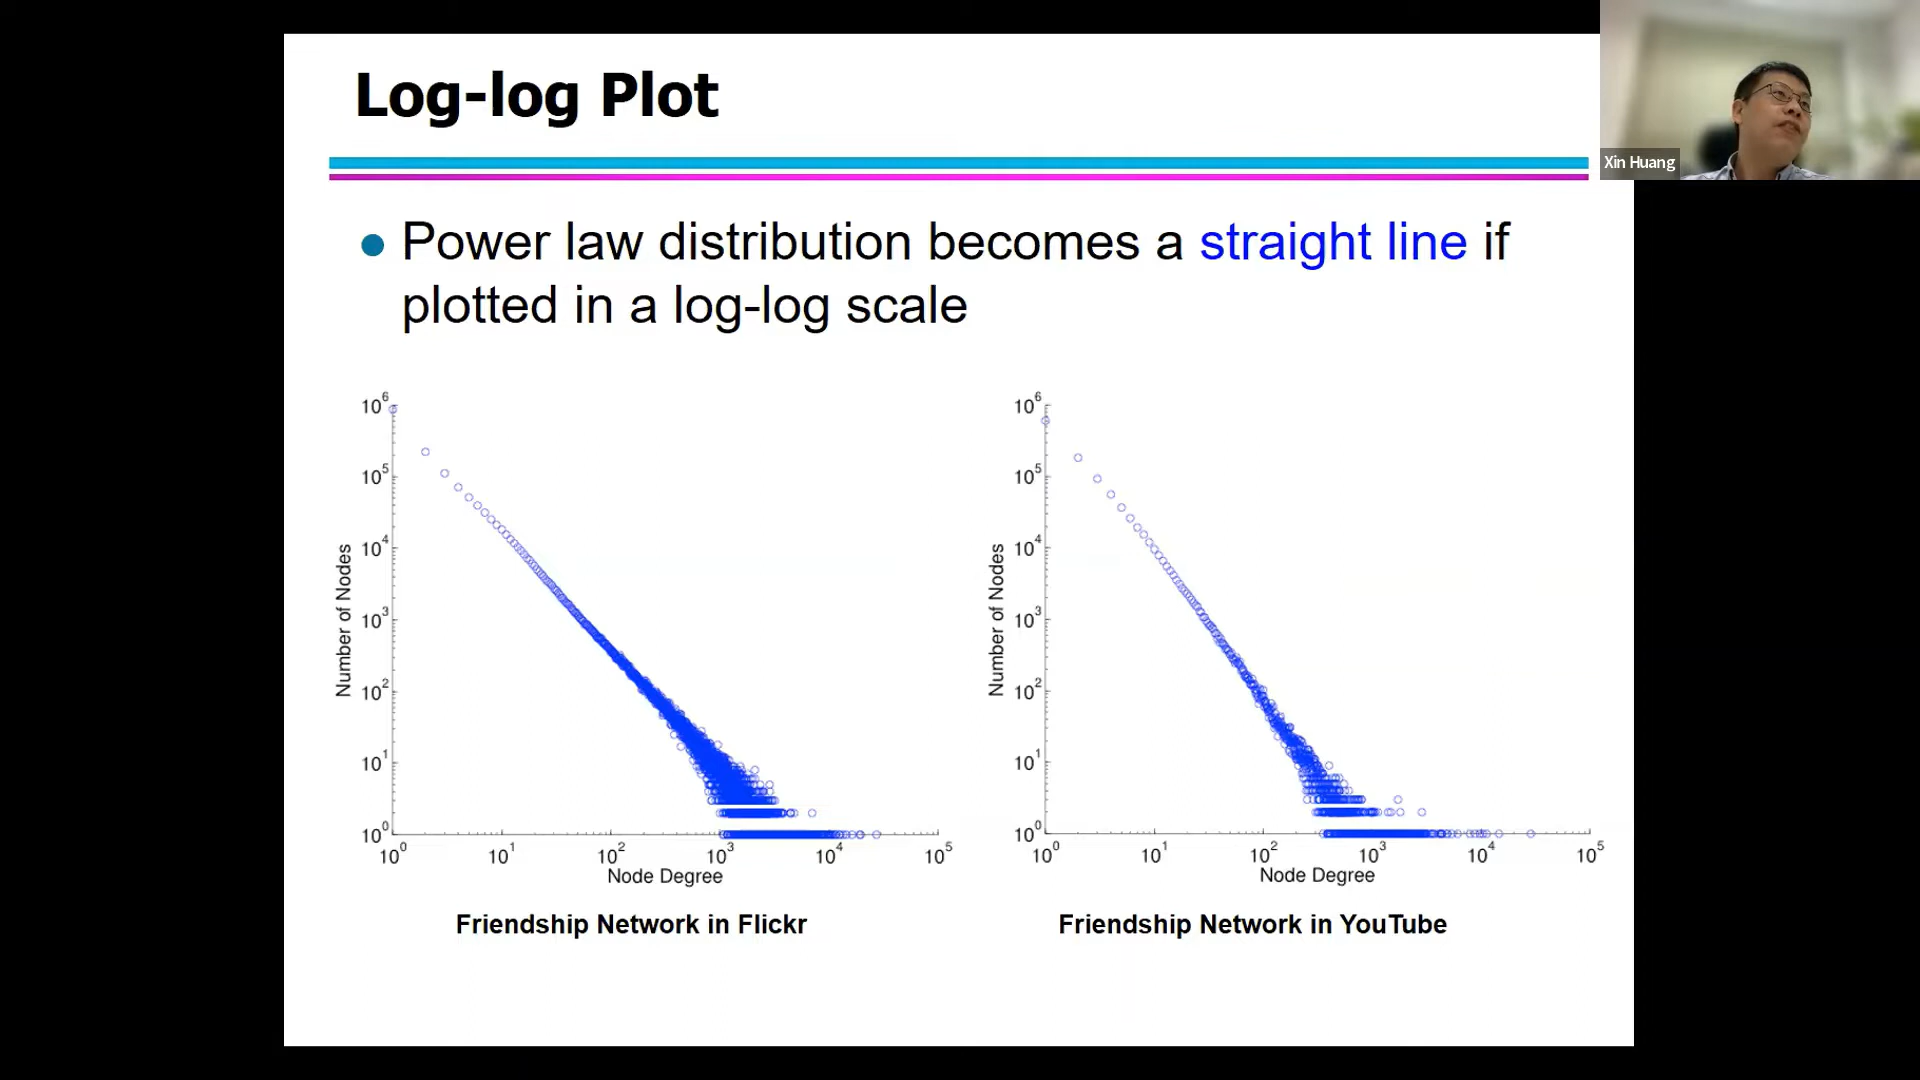 Log-log Plot
Xin Huang
● Power law distribution becomes a straight line if
plotted in a log-log scale
10^6
10^5
10^4
10^3
10^2
10^1
10^0
Number of Nodes
10^0 10^1 10^2 10^3 10^4 10^5
Node Degree
Friendship Network in Flickr
10^6
10^5
10^4
10^3
10^2
10^1
10^0
Number of Nodes
10^0 10^1 10^2 10^3 10^4 10^5
Node Degree
Friendship Network in YouTube